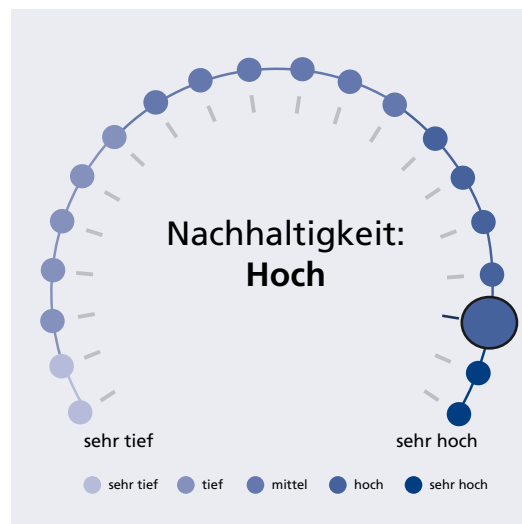 Nachhaltigkeit:
Hoch
sehr tief
sehr hoch
sehr tief
tief
mittel
hoch
sehr hoch